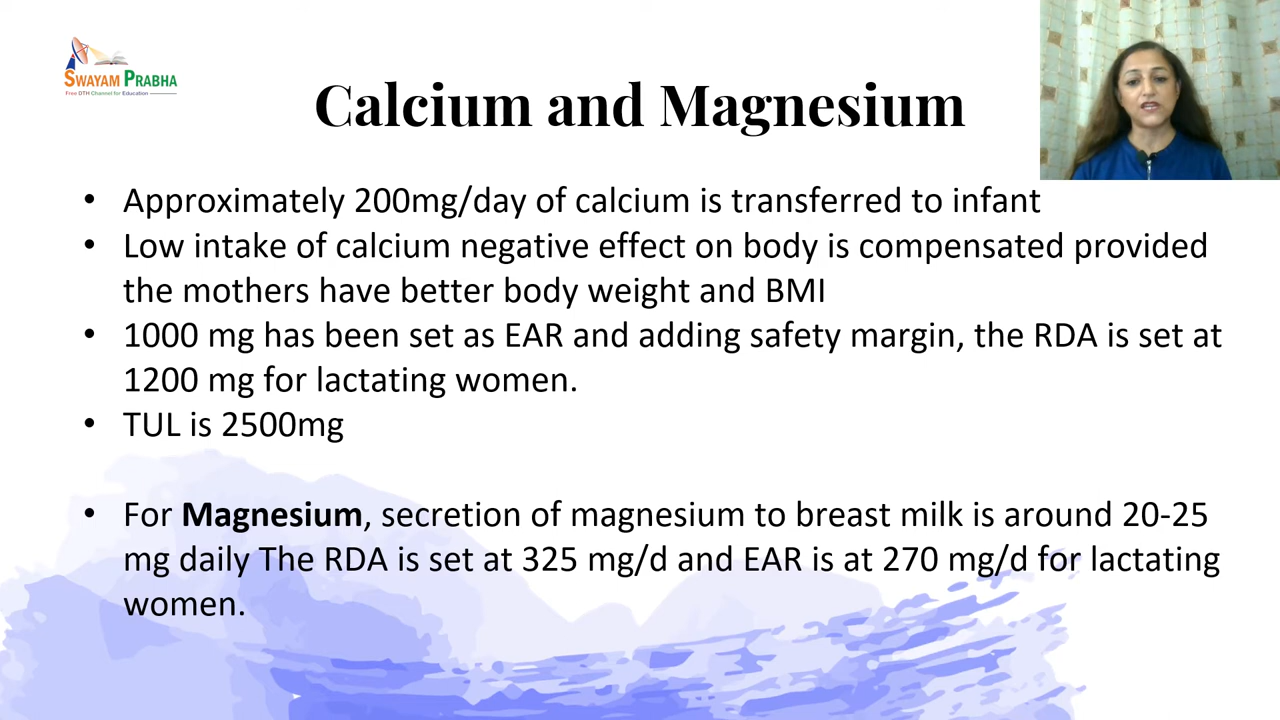 SWAYAM PRABHA
Free DTH Channel for Education
Calcium and Magnesium
• Approximately 200mg/day of calcium is transferred to infant
• Low intake of calcium negative effect on body is compensated provided
the mothers have better body weight and BMI
• 1000 mg has been set as EAR and adding safety margin, the RDA is set at
1200 mg for lactating women.
• TUL is 2500mg
• For Magnesium, secretion of magnesium to breast milk is around 20-25
mg daily The RDA is set at 325 mg/d and EAR is at 270 mg/d for lactating
women.